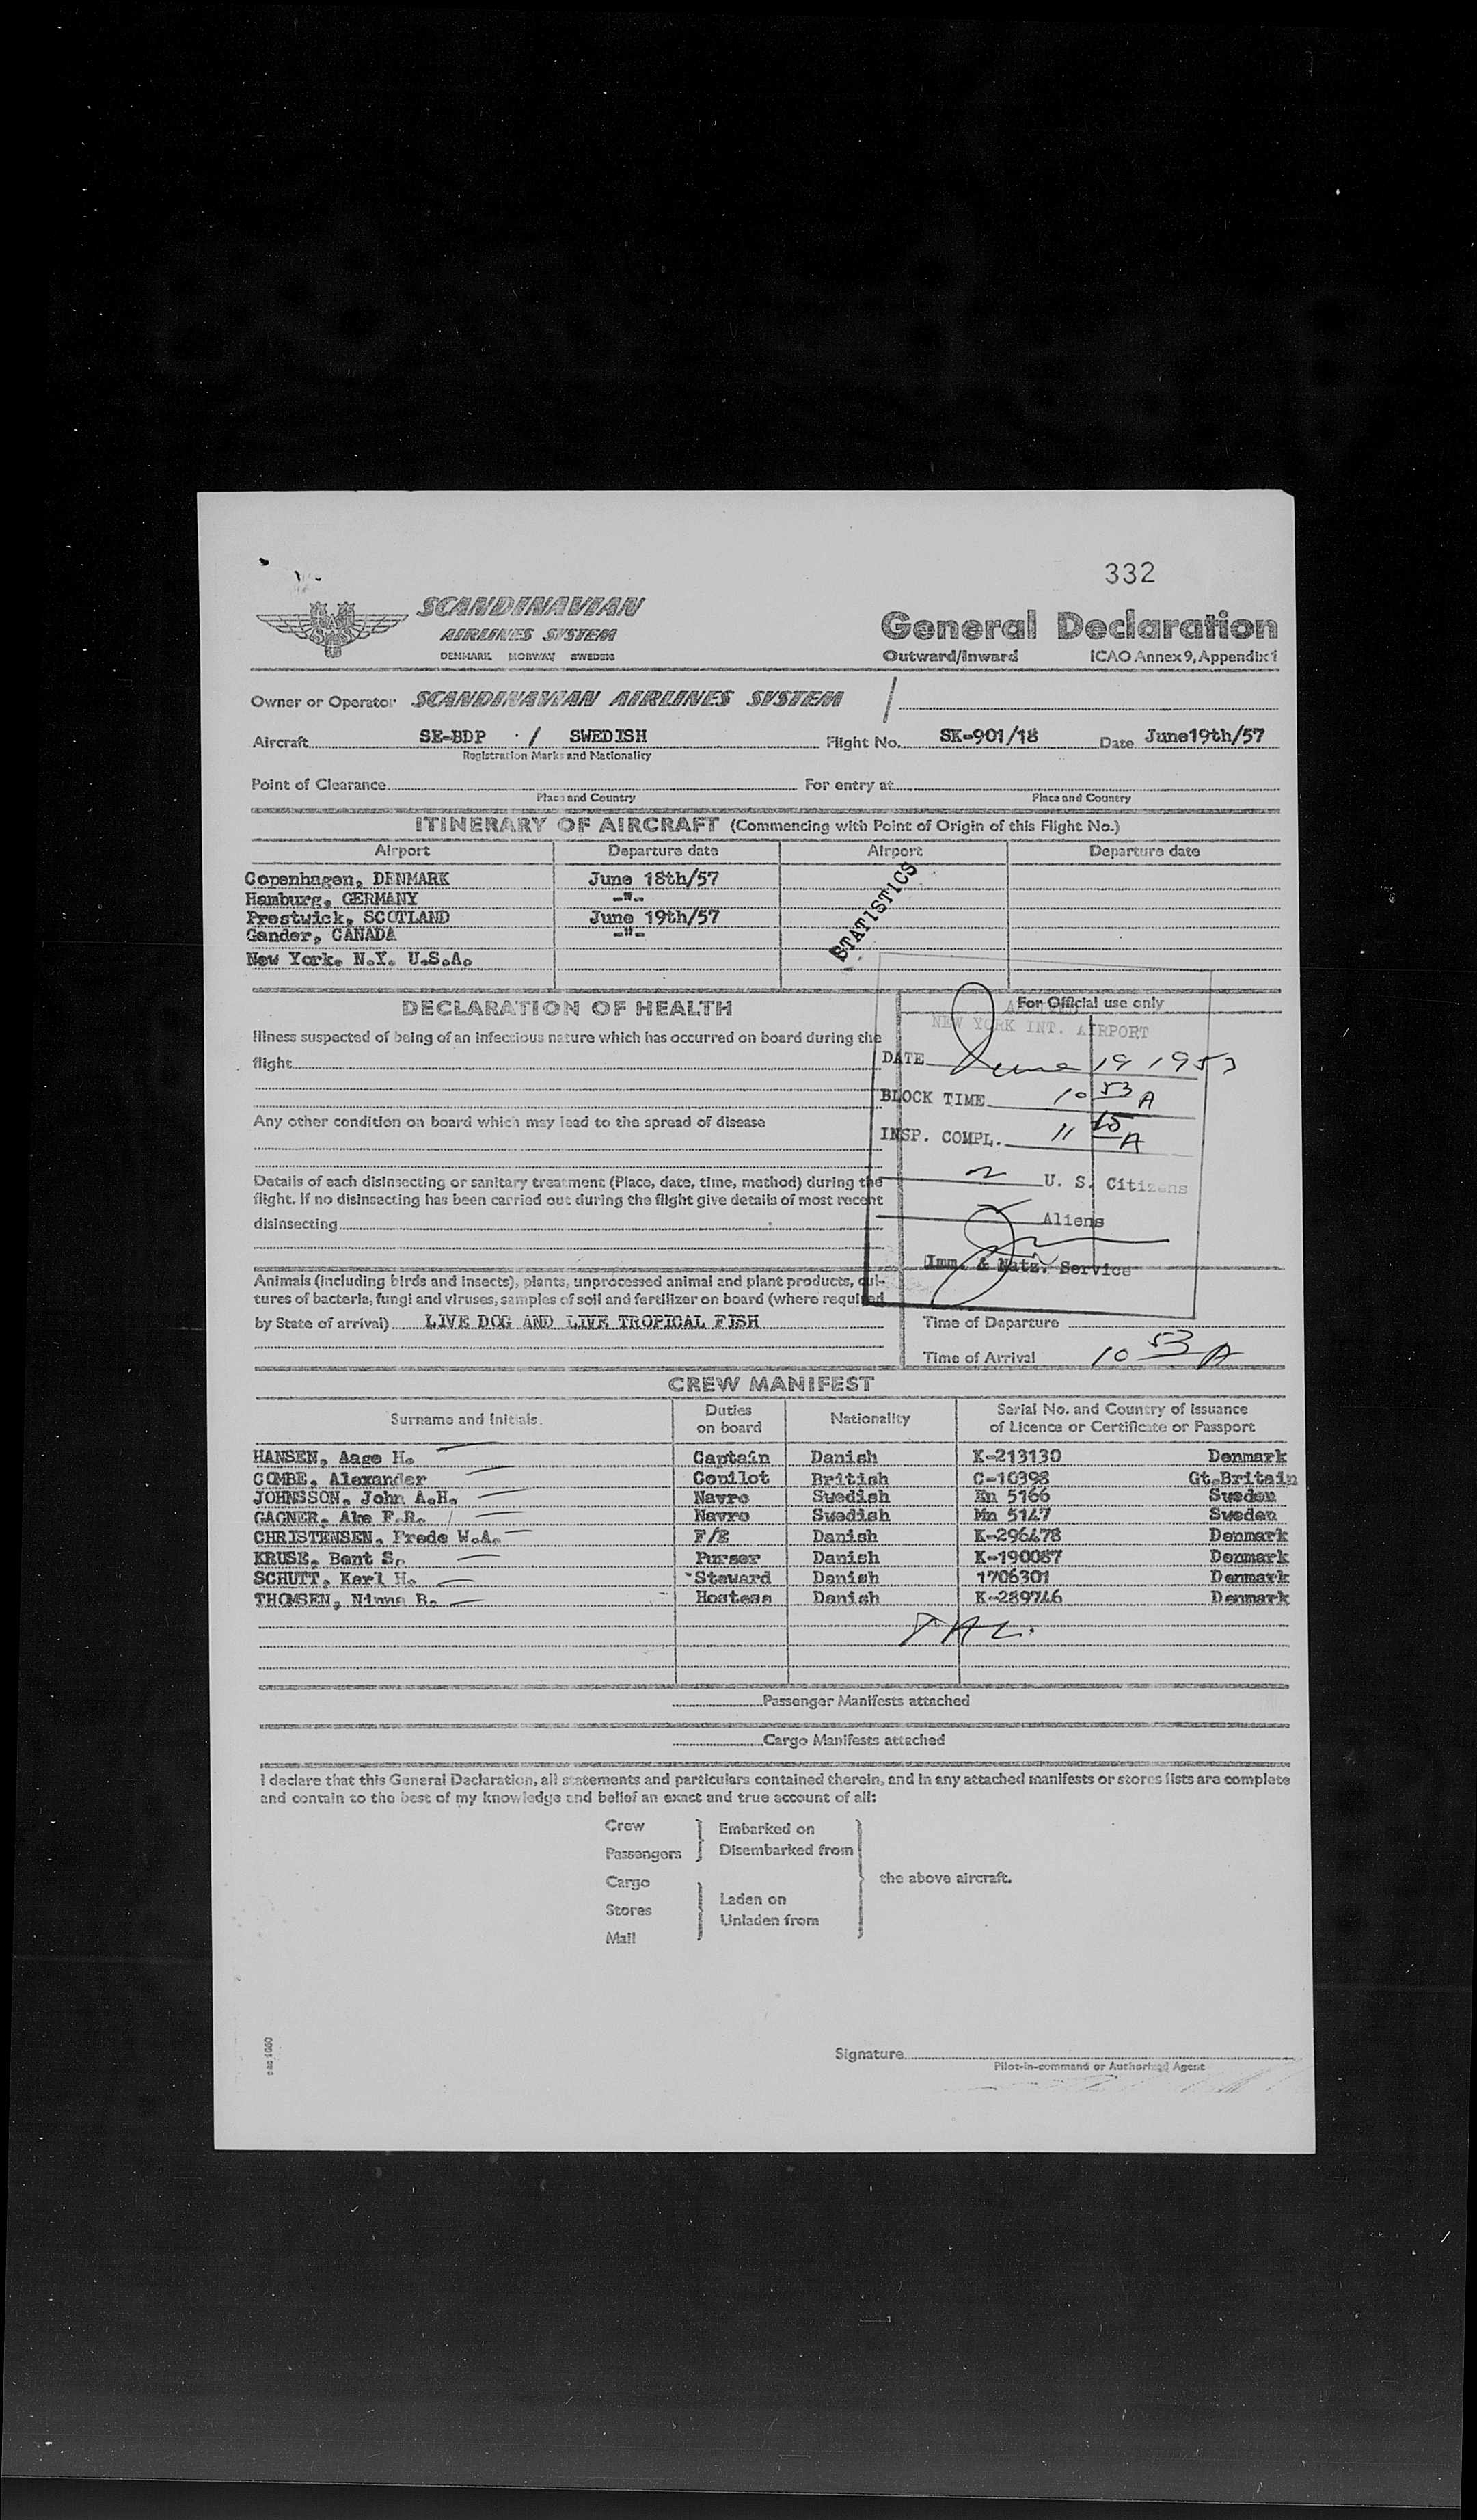 332
SCANDINAVIAN
AIRLINES SYSTEM
DENMARK NORWAY SWEDEN
General Declaration
Outward/Inward ICAO Annex 9, Appendix 1
Owner or Operator SCANDINAVIAN AIRLINES SYSTEM /
Aircraft SE-BDP / SWEDISH Flight No. SK-901/18 Date June19th/57
Registration Marks and Nationality
Point of Clearance For entry at
Place and Country Place and Country
ITINERARY OF AIRCRAFT (Commencing with Point of Origin of this Flight No.)
Airport Departure date Airport Departure date
Copenhagen, DENMARK June 18th/57
Hamburg, GERMANY -"-
Prestwick, SCOTLAND June 19th/57
Gander, CANADA -"-
New York, N.Y. U.S.A.
STATISTICS
DECLARATION OF HEALTH
Illness suspected of being of an infectious nature which has occurred on board during the
flight
Any other condition on board which may lead to the spread of disease
Details of each disinsecting or sanitary treatment (Place, date, time, method) during the
flight. If no disinsecting has been carried out during the flight give details of most recent
disinsecting
Animals (including birds and insects), plants, unprocessed animal and plant products, cul-
tures of bacteria, fungi and viruses, samples of soil and fertilizer on board (where required
by State of arrival) LIVE DOG AND LIVE TROPICAL FISH
For Official use only
NEW YORK INT. AIRPORT
DATE June 19 1957
BLOCK TIME 10 53 A
INSP. COMPL. 11 15 A
2 U. S. Citizens
Aliens
Imm. & Natz. Service
Time of Departure
Time of Arrival 10 53 A
CREW MANIFEST
Surname and Initials. Duties on board Nationality Serial No. and Country of Issuance of Licence or Certificate or Passport
HANSEN, Aage H. Captain Danish K-213130 Denmark
COMBE, Alexander Copilot British C-10398 Gt.Britain
JOHNSSON, John A.H. Navro Swedish En 5166 Sweden
GAGNER, Ake F.R. Navro Swedish Mn 5147 Sweden
CHRISTENSEN, Frede W.A. F/E Danish K-296478 Denmark
KRUSE, Bent S. Purser Danish K-190087 Denmark
SCHUTT, Karl H. Steward Danish 1706301 Denmark
THOMSEN, Ninna B. Hostess Danish K-289746 Denmark
Passenger Manifests attached
Cargo Manifests attached
I declare that this General Declaration, all statements and particulars contained therein, and in any attached manifests or stores lists are complete
and contain to the best of my knowledge and belief an exact and true account of all:
Crew Embarked on
Passengers Disembarked from
the above aircraft.
Cargo
Laden on
Stores
Unladen from
Mail
Signature
Pilot-in-command or Authorized Agent